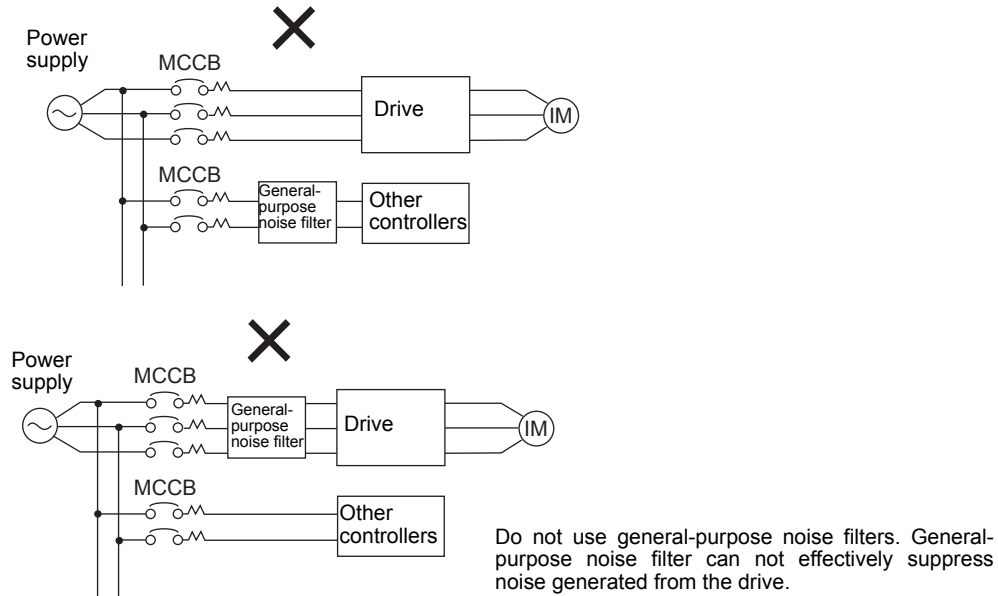 Power
supply
MCCB
Drive
IM
MCCB
General-
purpose
noise filter
Other
controllers
Power
supply
MCCB
General-
purpose
noise filter
Drive
IM
MCCB
Other
controllers
Do not use general-purpose noise filters. General-
purpose noise filter can not effectively suppress
noise generated from the drive.